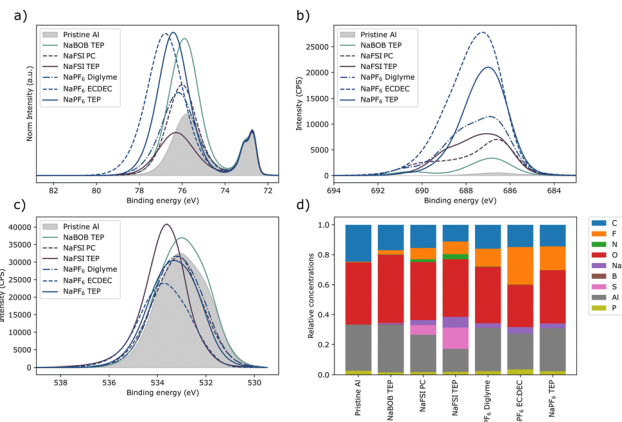 a)
Pristine Al
NaBOB TEP
NaFSI PC
NaFSI TEP
NaPF₆ Diglyme
NaPF₆ ECDEC
NaPF₆ TEP
Norm Intensity (a.u.)
82 80 78 76 74 72
Binding energy (eV)
b)
Pristine Al
NaBOB TEP
NaFSI PC
NaFSI TEP
NaPF₆ Diglyme
NaPF₆ ECDEC
NaPF₆ TEP
Intensity (CPS)
25000
20000
15000
10000
5000
0
694 692 690 688 686 684
Binding energy (eV)
c)
Pristine Al
NaBOB TEP
NaFSI PC
NaFSI TEP
NaPF₆ Diglyme
NaPF₆ ECDEC
NaPF₆ TEP
Intensity (CPS)
40000
35000
30000
25000
20000
15000
10000
5000
0
538 536 534 532 530
Binding energy (eV)
d)
Relative concentrations
1.0
0.8
0.6
0.4
0.2
0.0
Pristine Al
NaBOB TEP
NaFSI PC
NaFSI TEP
PF₆ Diglyme
PF₆ EC:DEC
NaPF₆ TEP
C
F
N
O
Na
B
S
Al
P